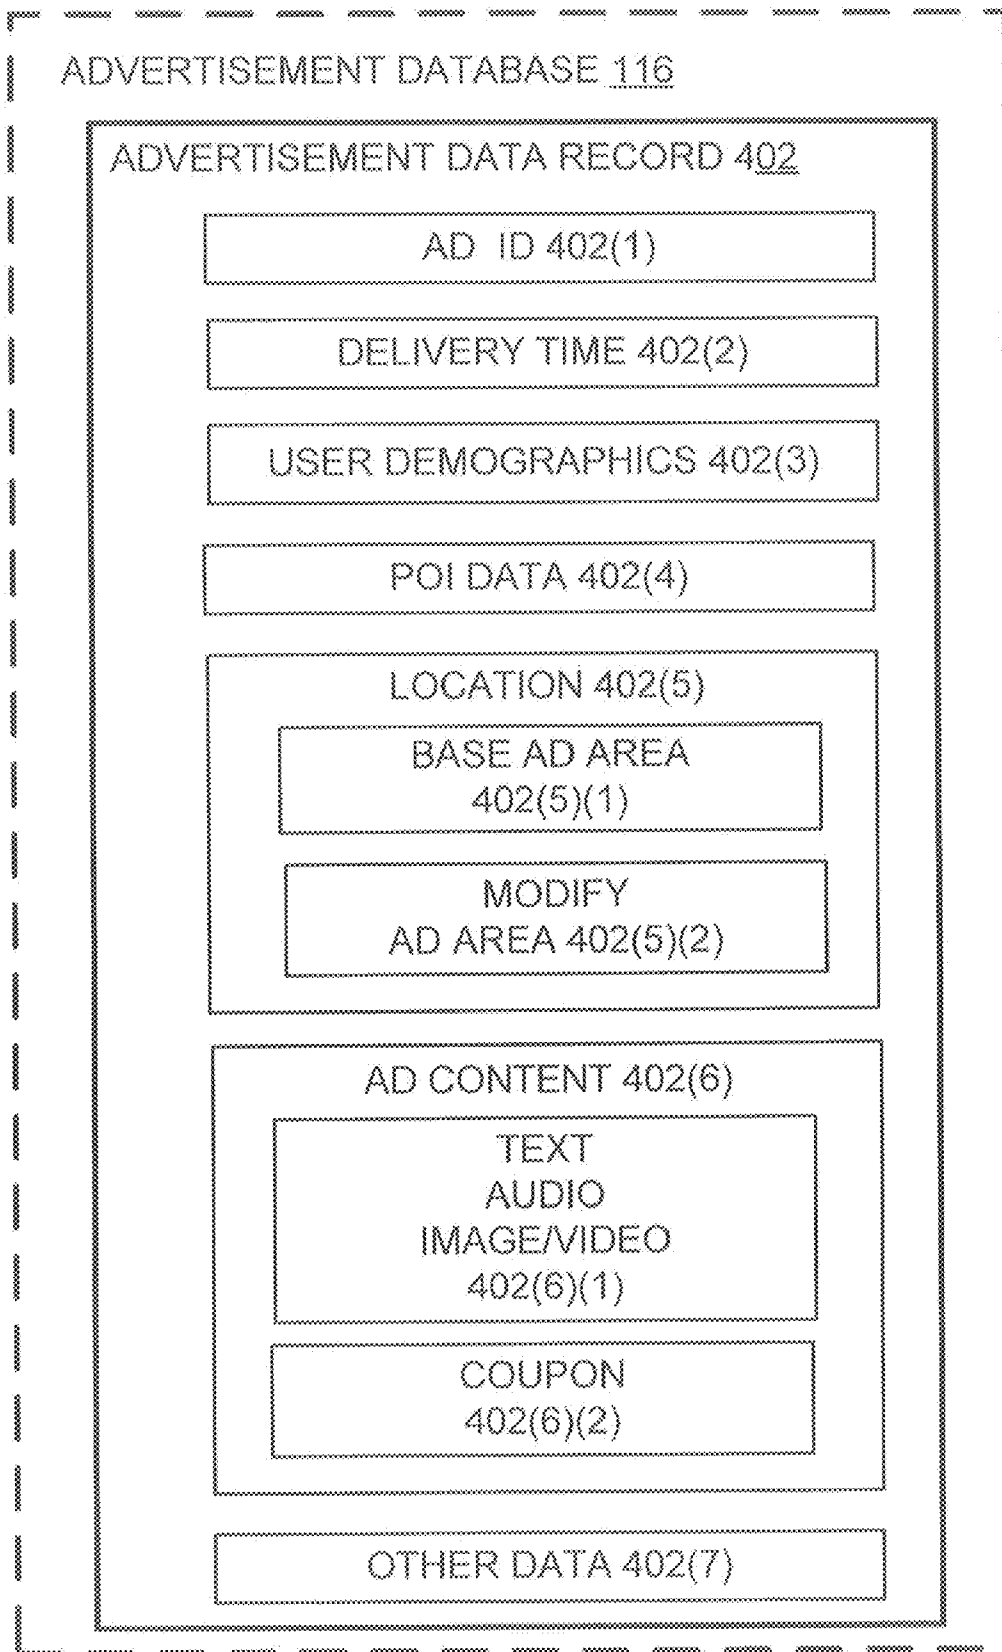 ADVERTISEMENT DATABASE 116
ADVERTISEMENT DATA RECORD 402
AD ID 402(1)
DELIVERY TIME 402(2)
USER DEMOGRAPHICS 402(3)
POI DATA 402(4)
LOCATION 402(5)
BASE AD AREA
402(5)(1)
MODIFY
AD AREA 402(5)(2)
AD CONTENT 402(6)
TEXT
AUDIO
IMAGE/VIDEO
402(6)(1)
COUPON
402(6)(2)
OTHER DATA 402(7)